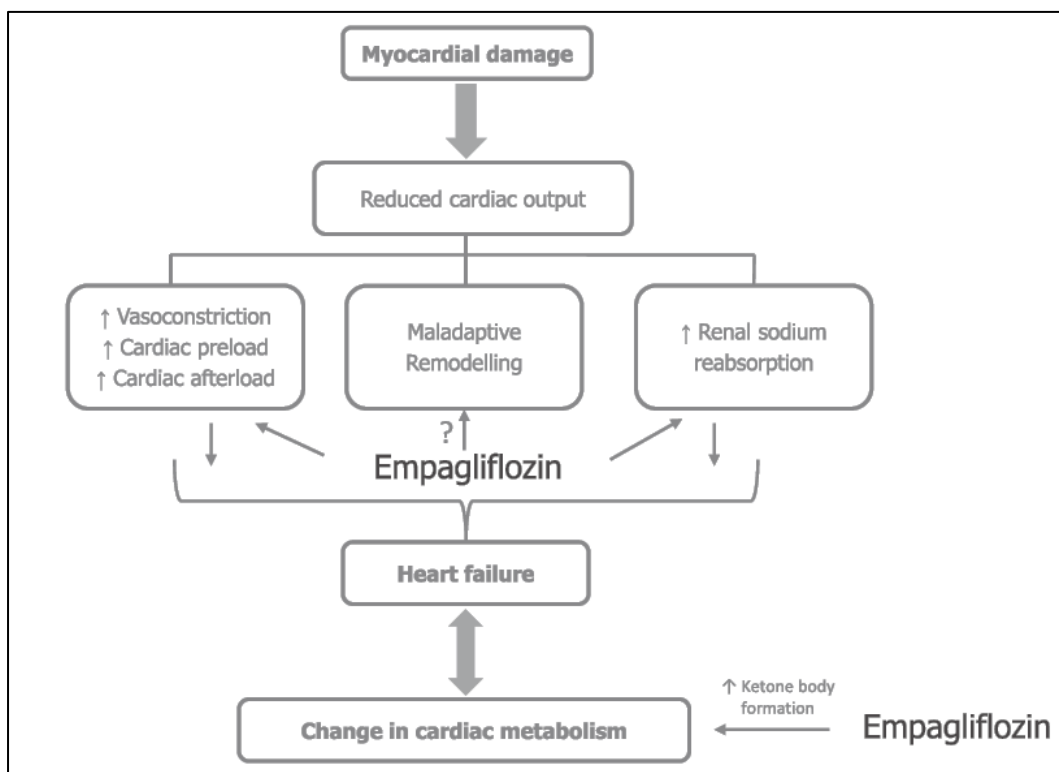 Myocardial damage
Reduced cardiac output
↑ Vasoconstriction
↑ Cardiac preload
↑ Cardiac afterload
Maladaptive
Remodelling
↑ Renal sodium
reabsorption
?
Empagliflozin
Heart failure
↑ Ketone body
formation
Change in cardiac metabolism
Empagliflozin